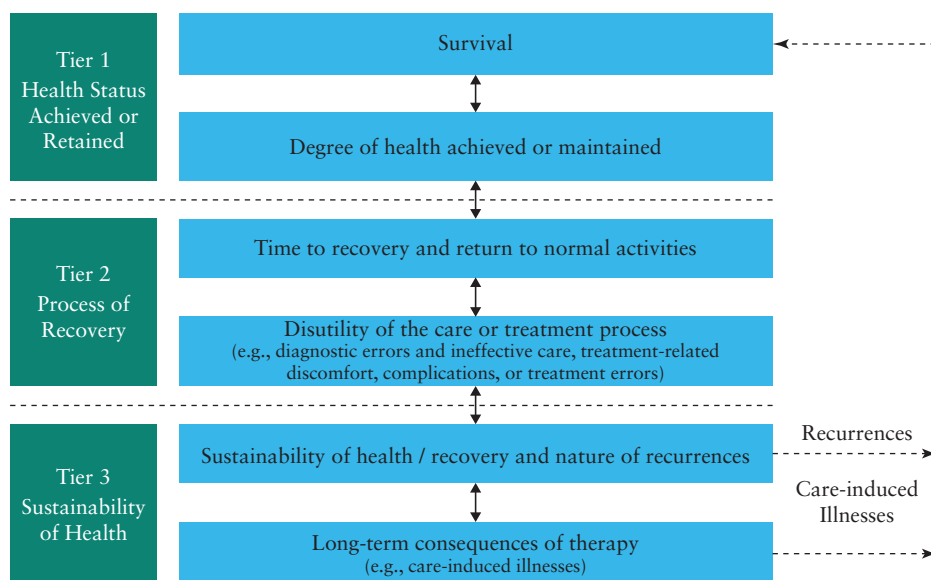 Tier 1
Health Status
Achieved or
Retained
Survival
Degree of health achieved or maintained
Tier 2
Process of
Recovery
Time to recovery and return to normal activities
Disutility of the care or treatment process
(e.g., diagnostic errors and ineffective care, treatment-related
discomfort, complications, or treatment errors)
Tier 3
Sustainability
of Health
Sustainability of health / recovery and nature of recurrences
Recurrences
Care-induced
Illnesses
Long-term consequences of therapy
(e.g., care-induced illnesses)